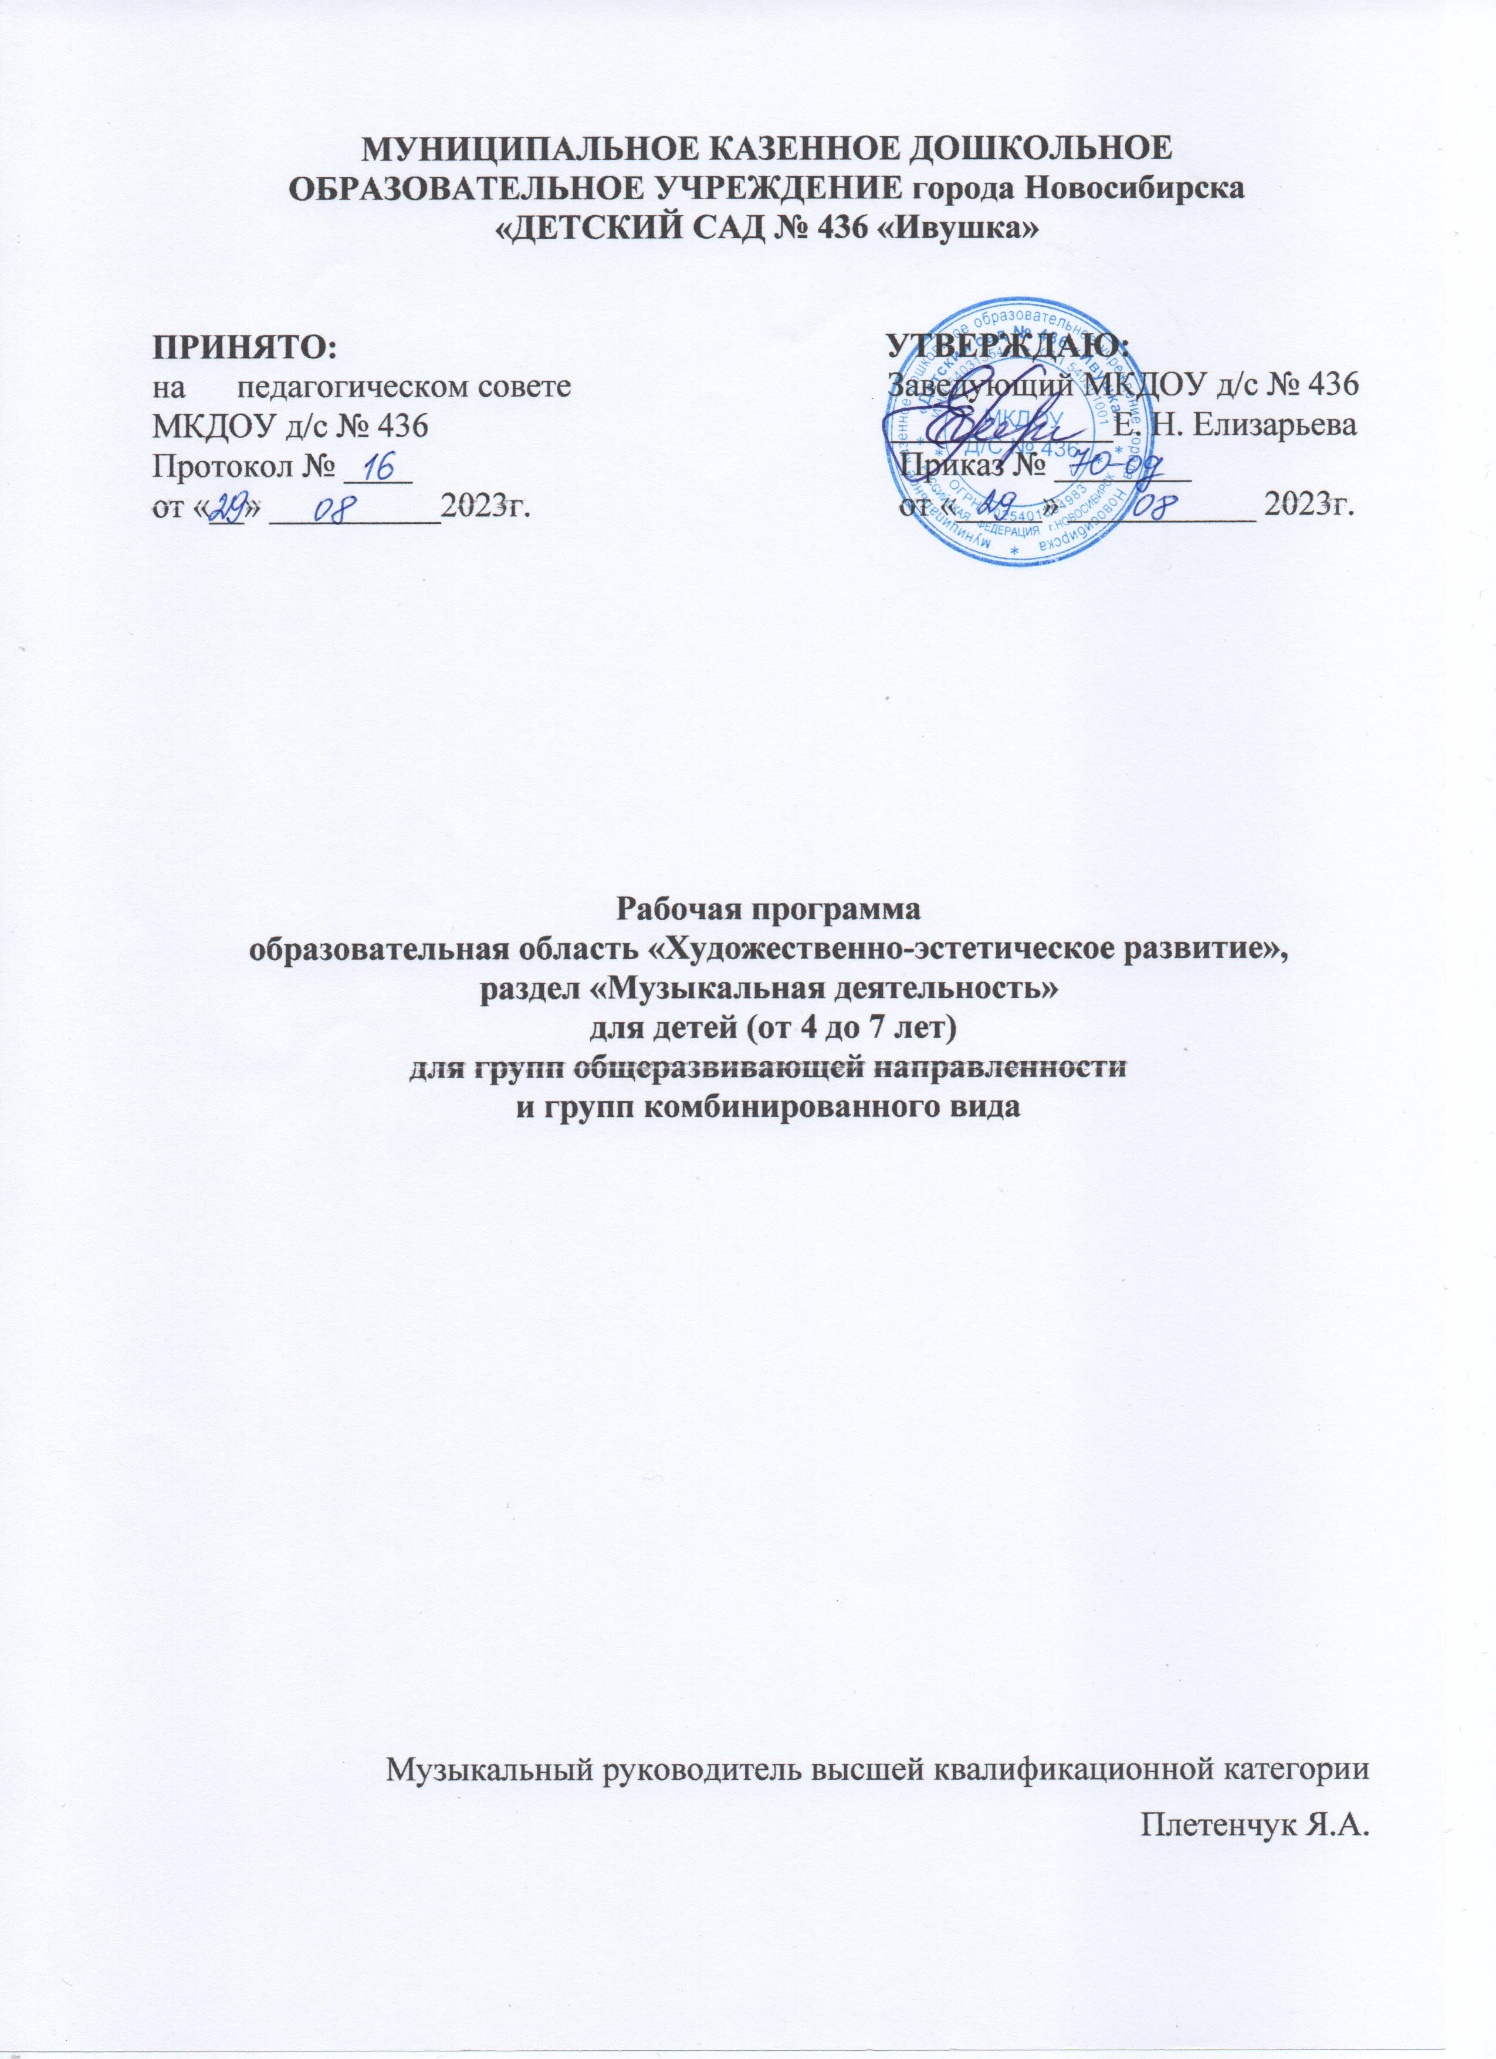 МУНИЦИПАЛЬНОЕ КАЗЕННОЕ ДОШКОЛЬНОЕ
ОБРАЗОВАТЕЛЬНОЕ УЧРЕЖДЕНИЕ города Новосибирска
«ДЕТСКИЙ САД № 436 «Ивушка»
ПРИНЯТО:
на педагогическом совете
МКДОУ д/с № 436
Протокол № 16
от «29» 08 2023г.
УТВЕРЖДАЮ:
Заведующий МКДОУ д/с № 436
Е. Н. Елизарьева
Приказ № 70-од
от «29» 08 2023г.
МКДОУ
Д/С № 436
Рабочая программа
образовательная область «Художественно-эстетическое развитие»,
раздел «Музыкальная деятельность»
для детей (от 4 до 7 лет)
для групп общеразвивающей направленности
и групп комбинированного вида
Музыкальный руководитель высшей квалификационной категории
Плетенчук Я.А.